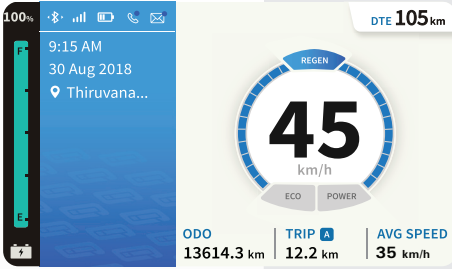 100%
F
E
9:15 AM
30 Aug 2018
Thiruvana...
DTE 105 km
REGEN
45
km/h
ECO POWER
ODO
13614.3 km
TRIP A
12.2 km
AVG SPEED
35 km/h